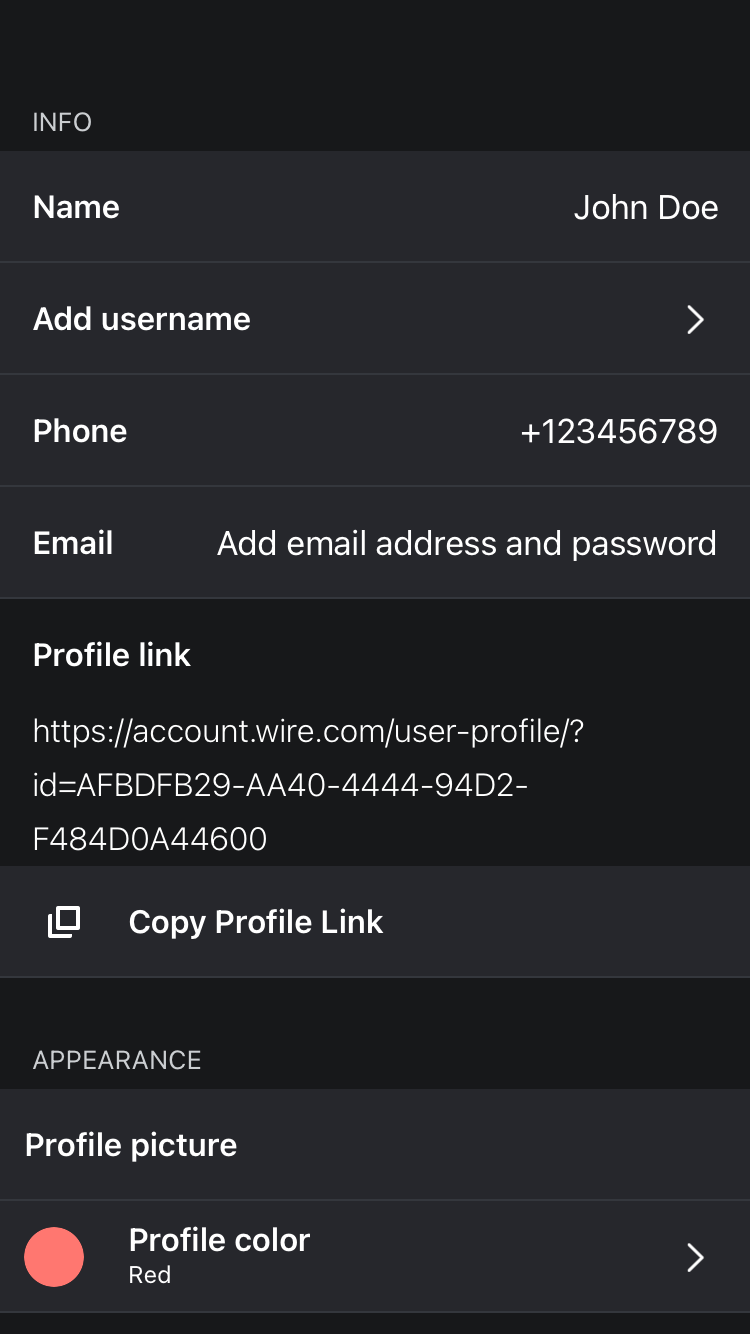 INFO
Name John Doe
Add username
Phone +123456789
Email Add email address and password
Profile link
https://account.wire.com/user-profile/?
id=AFBDFB29-AA40-4444-94D2-
F484D0A44600
Copy Profile Link
APPEARANCE
Profile picture
Profile color
Red